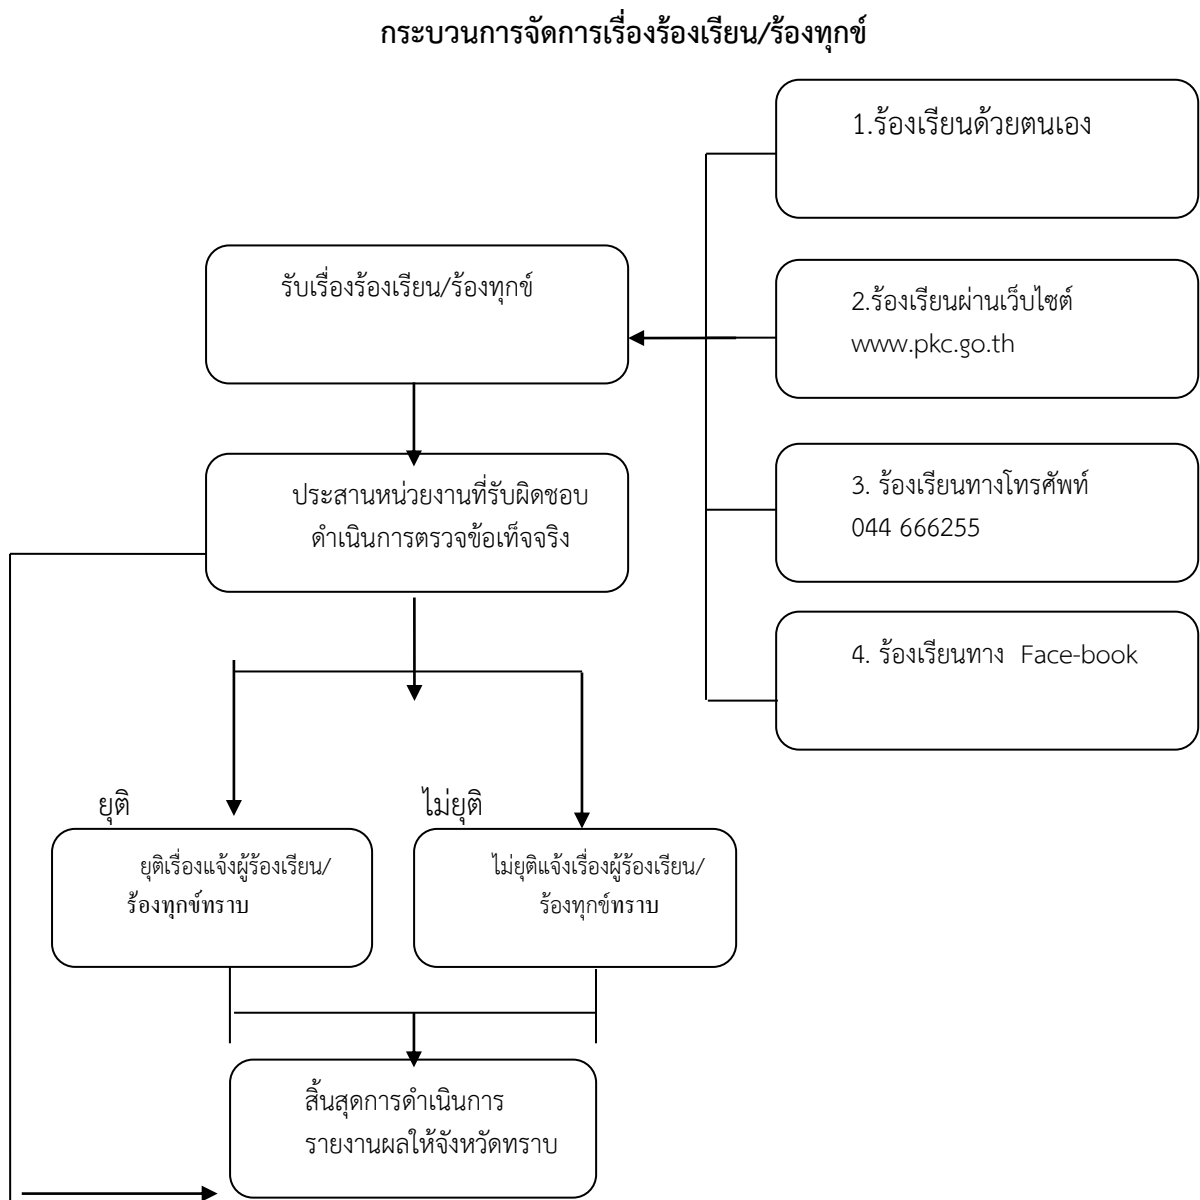 กระบวนการจัดการเรื่องร้องเรียน/ร้องทุกข์
1.ร้องเรียนด้วยตนเอง
รับเรื่องร้องเรียน/ร้องทุกข์
2.ร้องเรียนผ่านเว็บไซต์
www.pkc.go.th
ประสานหน่วยงานที่รับผิดชอบ
ดำเนินการตรวจข้อเท็จจริง
3. ร้องเรียนทางโทรศัพท์
044 666255
4. ร้องเรียนทาง Face-book
ยุติ
ไม่ยุติ
ยุติเรื่องแจ้งผู้ร้องเรียน/
ร้องทุกข์ทราบ
ไม่ยุติแจ้งเรื่องผู้ร้องเรียน/
ร้องทุกข์ทราบ
สิ้นสุดการดำเนินการ
รายงานผลให้จังหวัดทราบ